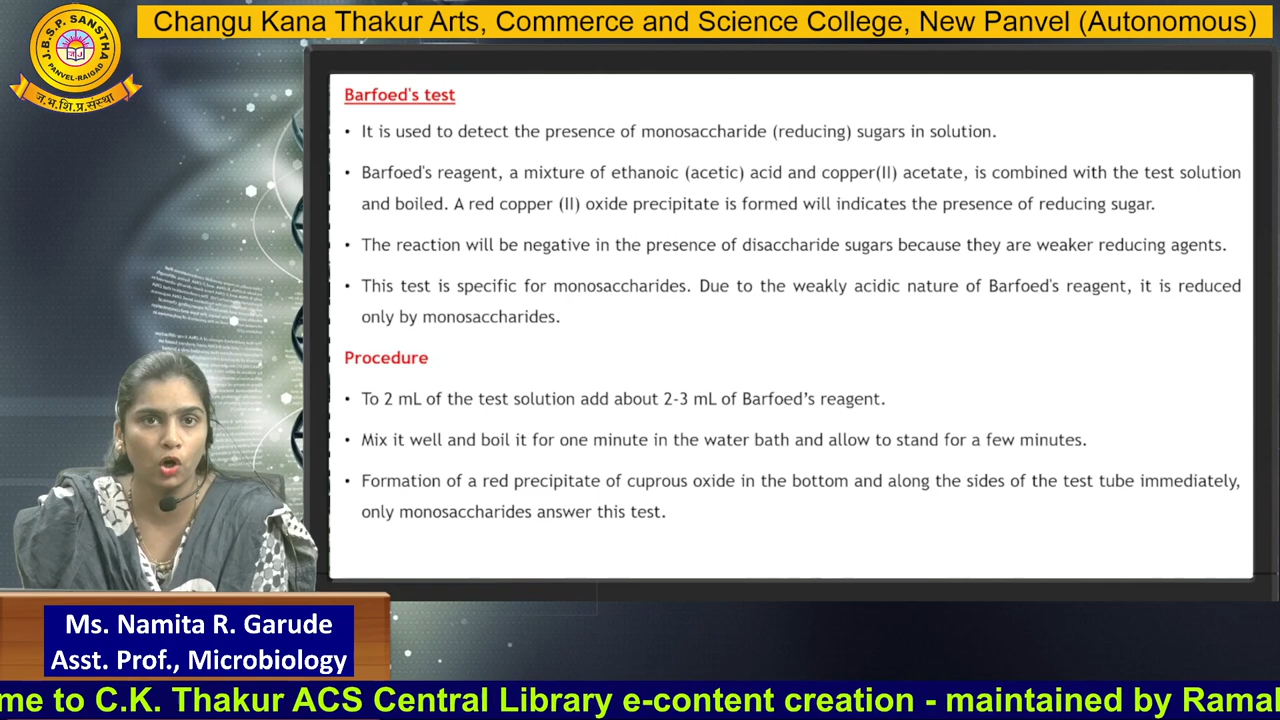 Changu Kana Thakur Arts, Commerce and Science College, New Panvel (Autonomous)
J.B.S.P. SANSTHA
PANVEL-RAIGAD
ज.भ.शि.प्र.संस्था
Barfoed's test
• It is used to detect the presence of monosaccharide (reducing) sugars in solution.
• Barfoed's reagent, a mixture of ethanoic (acetic) acid and copper(II) acetate, is combined with the test solution
and boiled. A red copper (II) oxide precipitate is formed will indicates the presence of reducing sugar.
• The reaction will be negative in the presence of disaccharide sugars because they are weaker reducing agents.
• This test is specific for monosaccharides. Due to the weakly acidic nature of Barfoed's reagent, it is reduced
only by monosaccharides.
Procedure
• To 2 mL of the test solution add about 2-3 mL of Barfoed’s reagent.
• Mix it well and boil it for one minute in the water bath and allow to stand for a few minutes.
• Formation of a red precipitate of cuprous oxide in the bottom and along the sides of the test tube immediately,
only monosaccharides answer this test.
Ms. Namita R. Garude
Asst. Prof., Microbiology
me to C.K. Thakur ACS Central Library e-content creation - maintained by Ramal